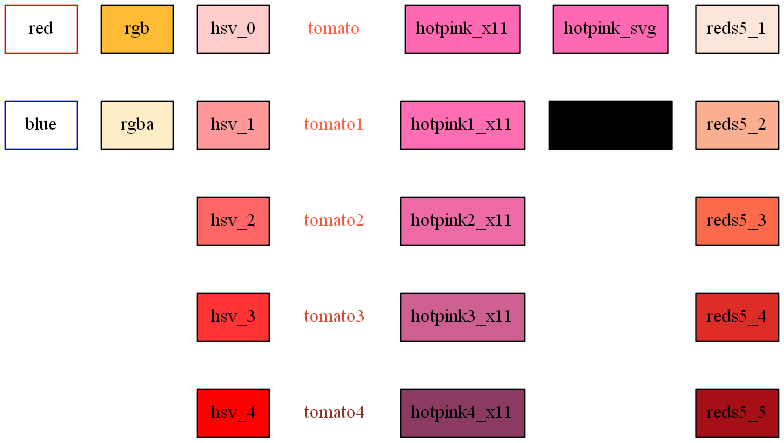 red rgb hsv_0 tomato hotpink_x11 hotpink_svg reds5_1
blue rgba hsv_1 tomato1 hotpink1_x11 reds5_2
hsv_2 tomato2 hotpink2_x11 reds5_3
hsv_3 tomato3 hotpink3_x11 reds5_4
hsv_4 tomato4 hotpink4_x11 reds5_5